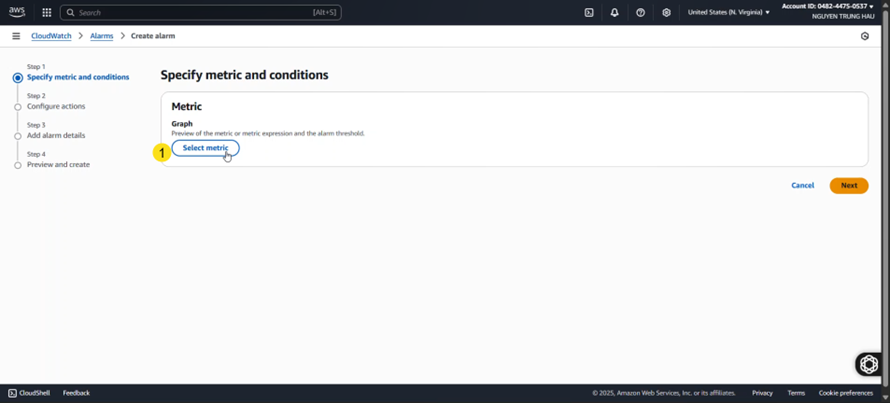 aws
Search
[Alt+S]
United States (N. Virginia)
Account ID: 0482-4475-0537
NGUYEN TRUNG HAU
CloudWatch > Alarms > Create alarm
Step 1
Specify metric and conditions
Step 2
Configure actions
Step 3
Add alarm details
Step 4
Preview and create
Specify metric and conditions
Metric
Graph
Preview of the metric or metric expression and the alarm threshold.
1
Select metric
Cancel
Next
CloudShell
Feedback
© 2025, Amazon Web Services, Inc. or its affiliates.
Privacy
Terms
Cookie preferences